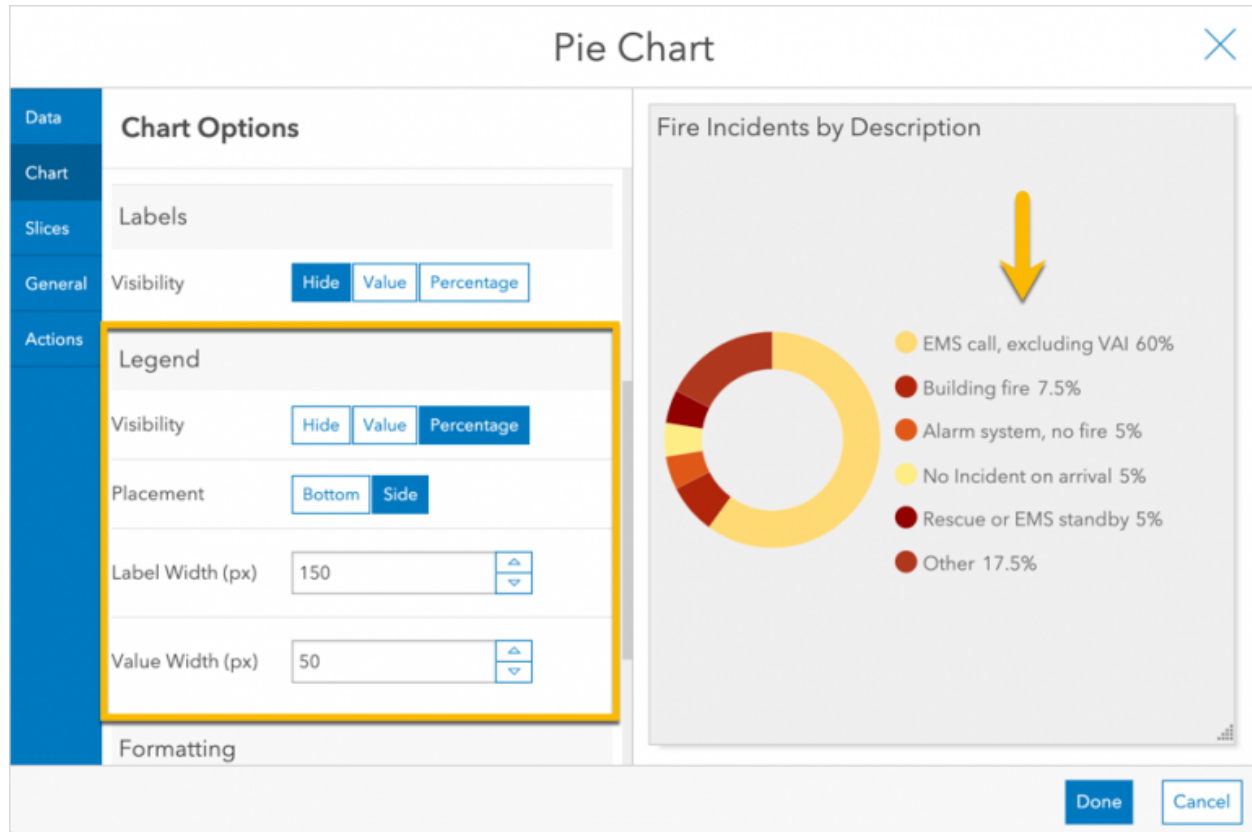 Pie Chart
Data
Chart
Slices
General
Actions
Chart Options
Labels
Visibility Hide Value Percentage
Legend
Visibility Hide Value Percentage
Placement Bottom Side
Label Width (px) 150
Value Width (px) 50
Formatting
Fire Incidents by Description
EMS call, excluding VAI 60%
Building fire 7.5%
Alarm system, no fire 5%
No Incident on arrival 5%
Rescue or EMS standby 5%
Other 17.5%
Done Cancel